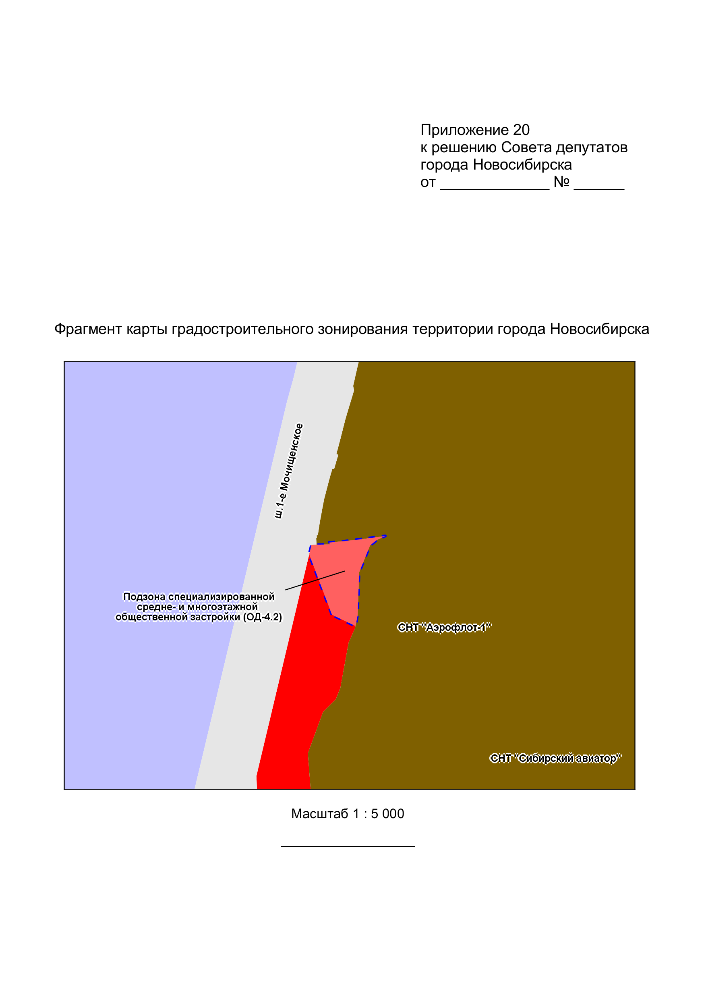 Приложение 20
к решению Совета депутатов
города Новосибирска
от _____________ № ______
Фрагмент карты градостроительного зонирования территории города Новосибирска
ш.1-е Мочищенское
Подзона специализированной
средне- и многоэтажной
общественной застройки (ОД-4.2)
СНТ "Аэрофлот-1"
СНТ "Сибирский авиатор"
Масштаб 1 : 5 000